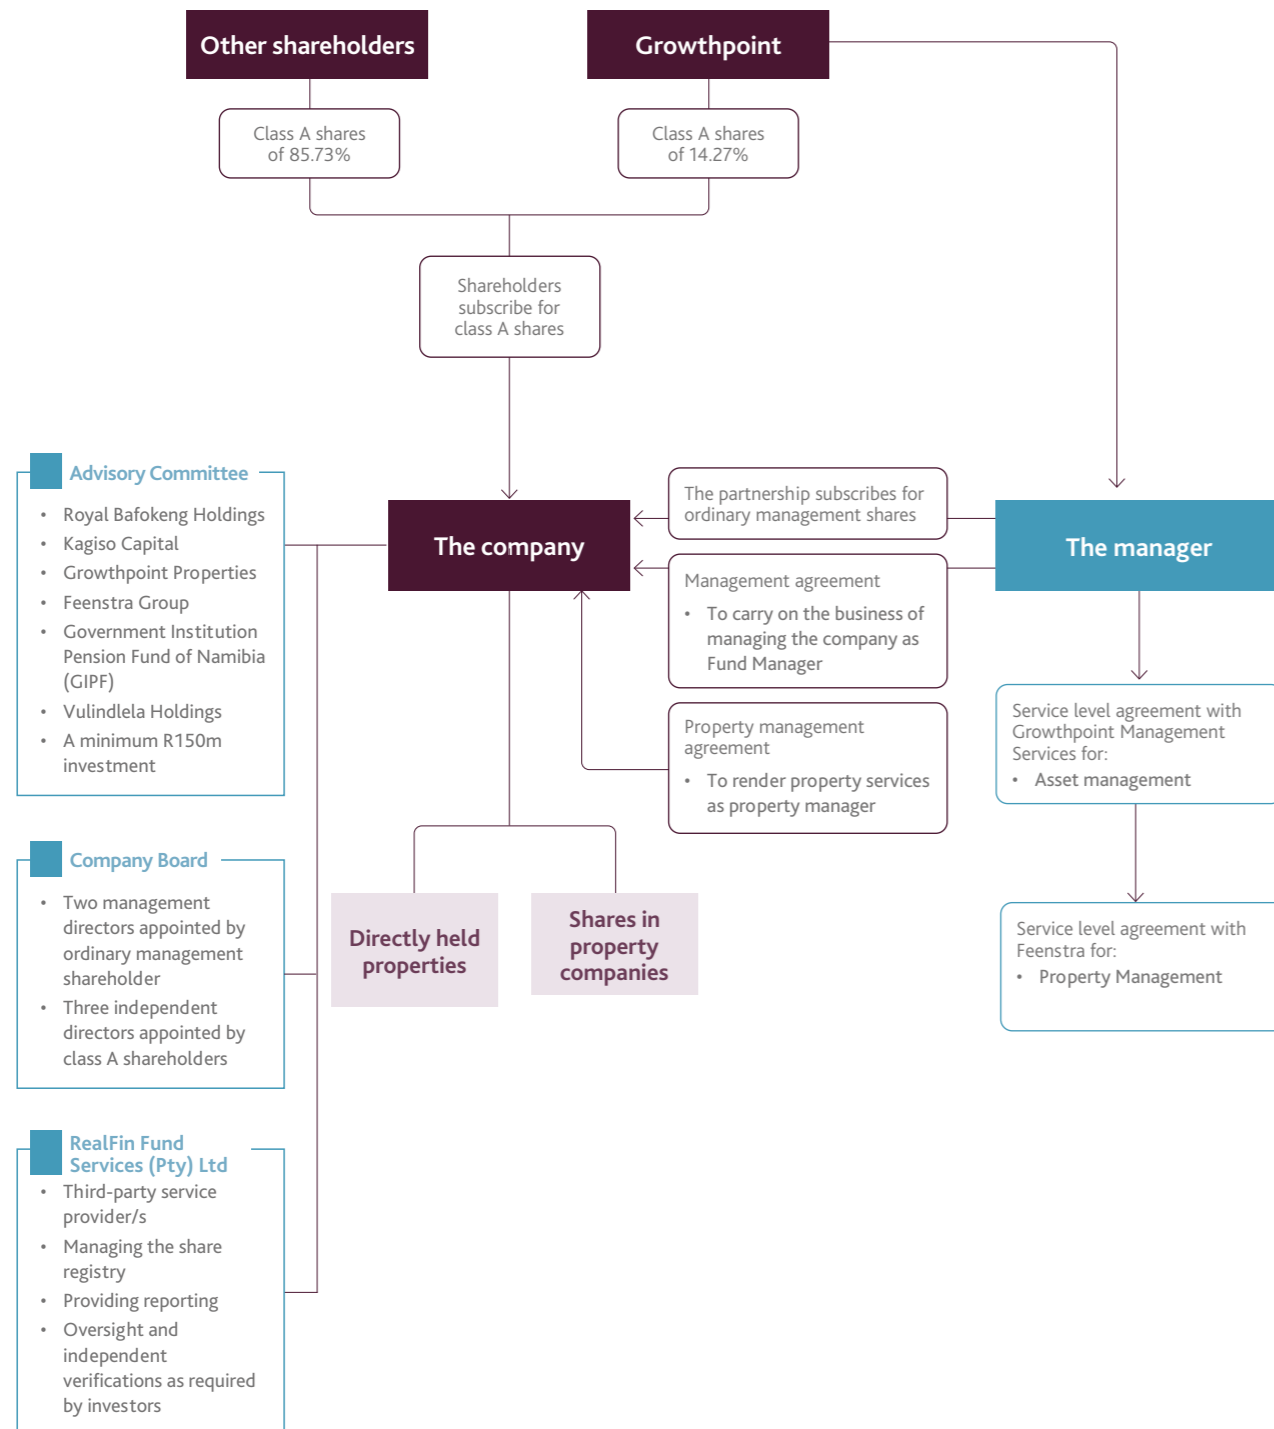 Other shareholders
Growthpoint
Class A shares
of 85.73%
Class A shares
of 14.27%
Shareholders
subscribe for
class A shares
Advisory Committee
• Royal Bafokeng Holdings
• Kagiso Capital
• Growthpoint Properties
• Feenstra Group
• Government Institution
Pension Fund of Namibia
(GIPF)
• Vulindlela Holdings
• A minimum R150m
investment
The company
The partnership subscribes for
ordinary management shares
Management agreement
• To carry on the business of
managing the company as
Fund Manager
Property management
agreement
• To render property services
as property manager
The manager
Service level agreement with
Growthpoint Management
Services for:
• Asset management
Service level agreement with
Feenstra for:
• Property Management
Company Board
• Two management
directors appointed by
ordinary management
shareholder
• Three independent
directors appointed by
class A shareholders
Directly held
properties
Shares in
property
companies
RealFin Fund
Services (Pty) Ltd
• Third-party service
provider/s
• Managing the share
registry
• Providing reporting
• Oversight and
independent
verifications as required
by investors